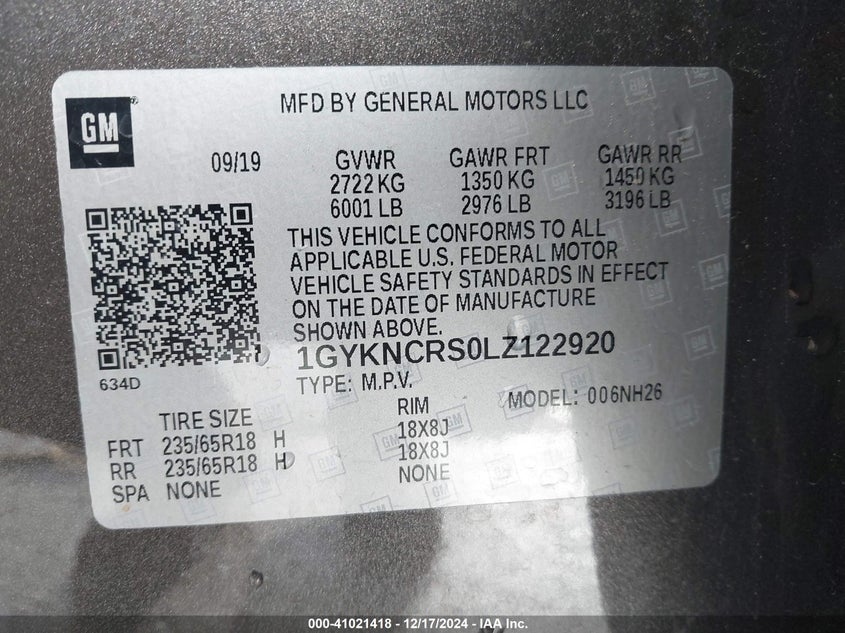 GM
MFD BY GENERAL MOTORS LLC
09/19 GVWR GAWR FRT GAWR RR
2722 KG 1350 KG 1450 KG
6001 LB 2976 LB 3196 LB
THIS VEHICLE CONFORMS TO ALL
APPLICABLE U.S. FEDERAL MOTOR
VEHICLE SAFETY STANDARDS IN EFFECT
ON THE DATE OF MANUFACTURE
SHOWN ABOVE.
1GYKNCRS0LZ122920
634D
TYPE: M.P.V. MODEL: 006NH26
TIRE SIZE RIM
FRT 235/65R18 H 18X8J
RR 235/65R18 H 18X8J
SPA NONE NONE
000-41021418 - 12/17/2024 - IAA Inc.